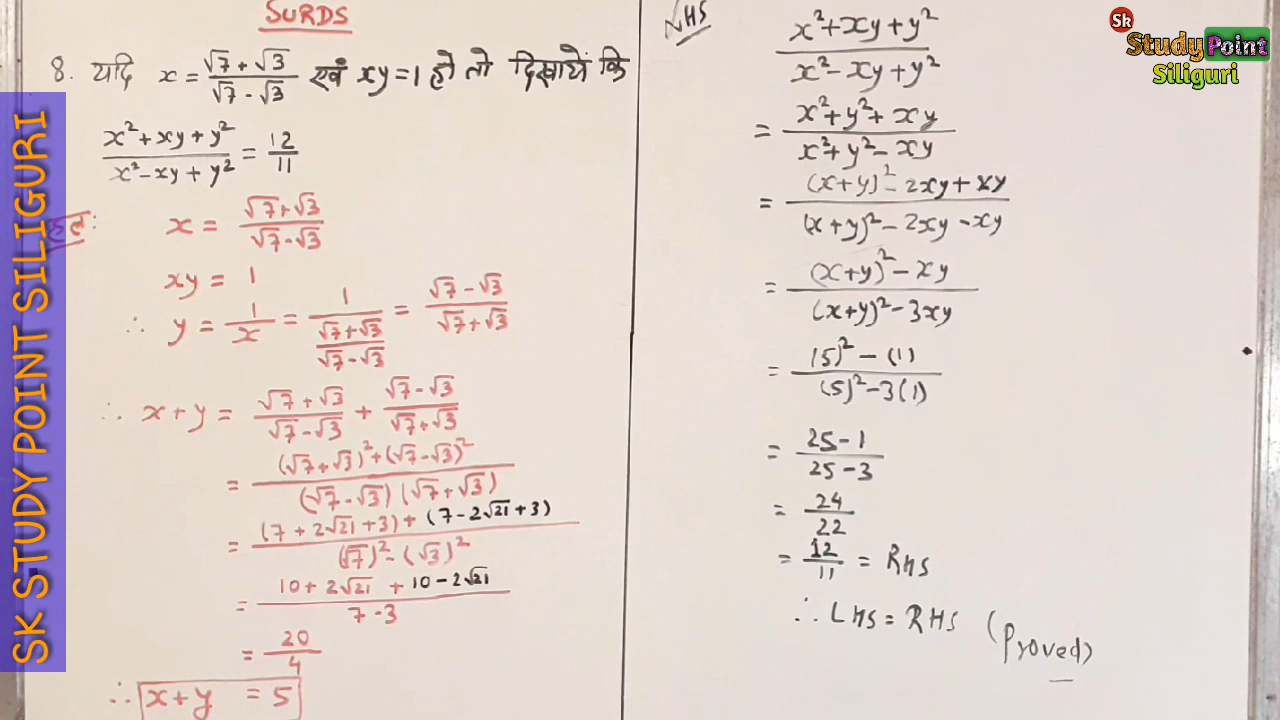 SURDS
8. यदि x = √7 + √3 / √7 - √3 एवं xy = 1 हो तो दिखायें कि
x² + xy + y² / x² - xy + y² = 12 / 11
हल:
x = √7 + √3 / √7 - √3
xy = 1
∴ y = 1 / x = 1 / (√7 + √3 / √7 - √3) = √7 - √3 / √7 + √3
∴ x + y = √7 + √3 / √7 - √3 + √7 - √3 / √7 + √3
= (√7 + √3)² + (√7 - √3)² / (√7 - √3) (√7 + √3)
= (7 + 2√21 + 3) + (7 - 2√21 + 3) / (√7)² - (√3)²
= 10 + 2√21 + 10 - 2√21 / 7 - 3
= 20 / 4
∴ x + y = 5
LHS
x² + xy + y² / x² - xy + y²
= x² + y² + xy / x² + y² - xy
= (x + y)² - 2xy + xy / (x + y)² - 2xy - xy
= (x + y)² - xy / (x + y)² - 3xy
= (5)² - (1) / (5)² - 3(1)
= 25 - 1 / 25 - 3
= 24 / 22
= 12 / 11 = RHS
∴ LHS = RHS (Proved)
Sk
Study Point
Siliguri
SK STUDY POINT SILIGURI